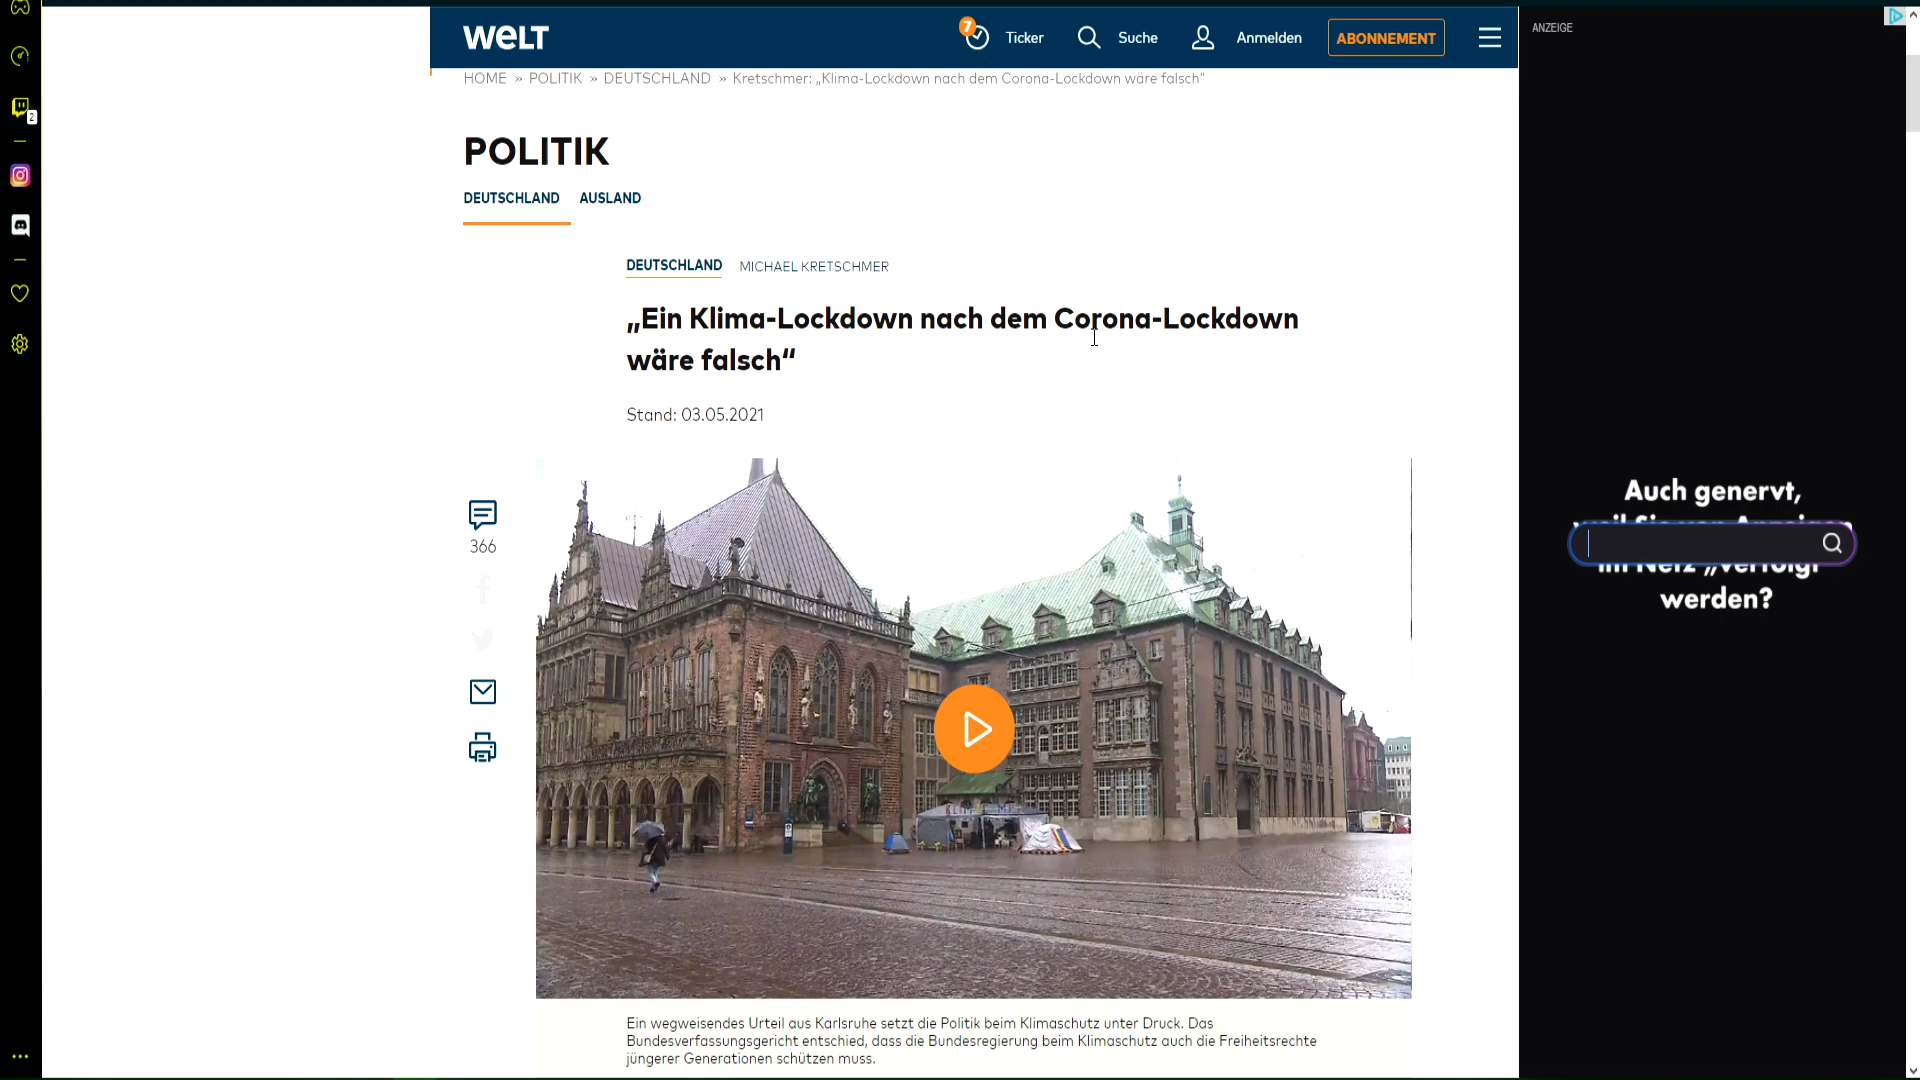 WELT
7
Ticker
Suche
Anmelden
ABONNEMENT
ANZEIGE
HOME » POLITIK » DEUTSCHLAND » Kretschmer: „Klima-Lockdown nach dem Corona-Lockdown wäre falsch“
2
POLITIK
DEUTSCHLAND AUSLAND
DEUTSCHLAND MICHAEL KRETSCHMER
„Ein Klima-Lockdown nach dem Corona-Lockdown
wäre falsch“
Stand: 03.05.2021
366
Auch genervt,
werden?
Ein wegweisendes Urteil aus Karlsruhe setzt die Politik beim Klimaschutz unter Druck. Das
Bundesverfassungsgericht entschied, dass die Bundesregierung beim Klimaschutz auch die Freiheitsrechte
jüngerer Generationen schützen muss.